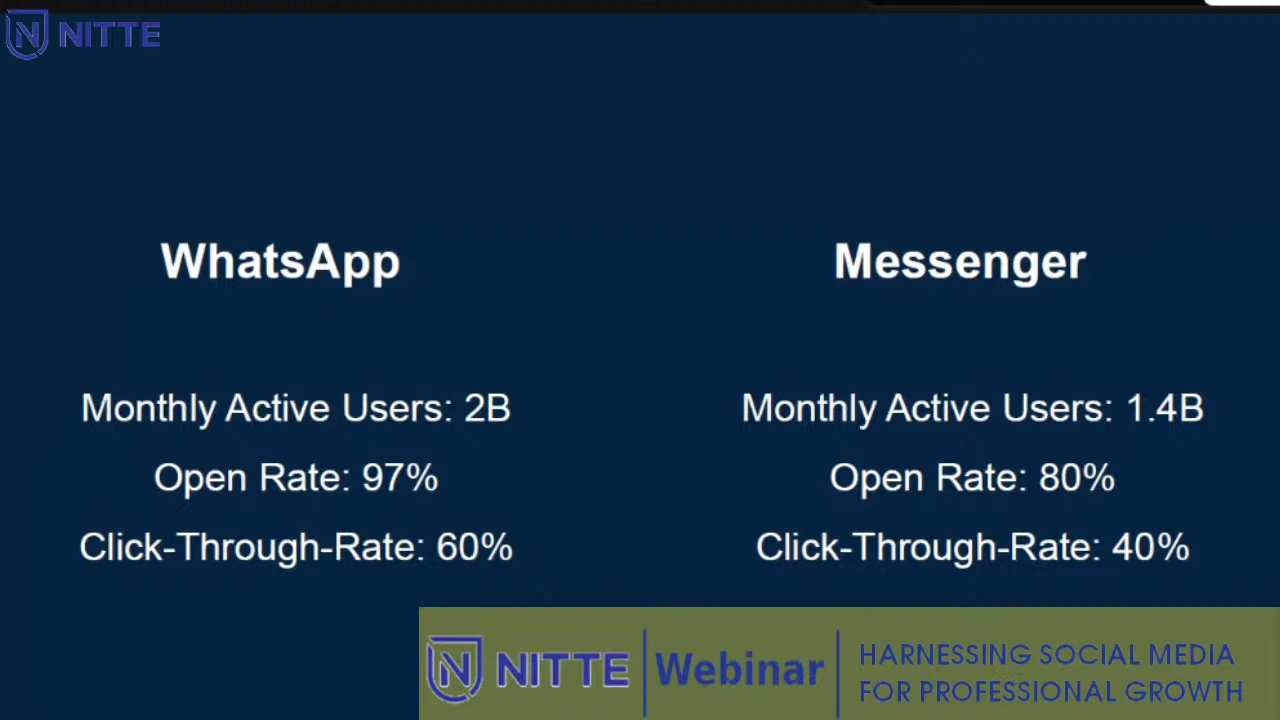 NITTE
WhatsApp
Monthly Active Users: 2B
Open Rate: 97%
Click-Through-Rate: 60%
Messenger
Monthly Active Users: 1.4B
Open Rate: 80%
Click-Through-Rate: 40%
NITTE
Webinar
HARNESSING SOCIAL MEDIA
FOR PROFESSIONAL GROWTH